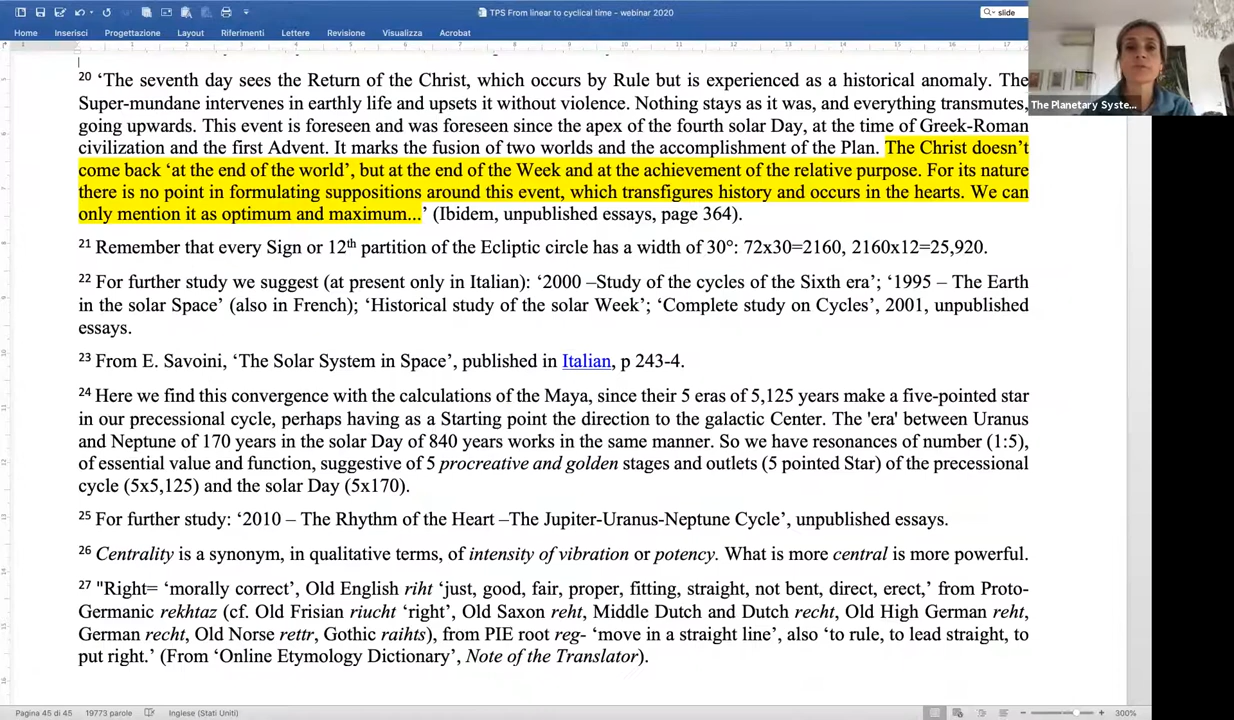 TPS From linear to cyclical time - webinar 2020
slide
Home Inserisci Progettazione Layout Riferimenti Lettere Revisione Visualizza Acrobat
The Planetary Syste...
20 ‘The seventh day sees the Return of the Christ, which occurs by Rule but is experienced as a historical anomaly. The
Super-mundane intervenes in earthly life and upsets it without violence. Nothing stays as it was, and everything transmutes,
going upwards. This event is foreseen and was foreseen since the apex of the fourth solar Day, at the time of Greek-Roman
civilization and the first Advent. It marks the fusion of two worlds and the accomplishment of the Plan. The Christ doesn’t
come back ‘at the end of the world’, but at the end of the Week and at the achievement of the relative purpose. For its nature
there is no point in formulating suppositions around this event, which transfigures history and occurs in the hearts. We can
only mention it as optimum and maximum...’ (Ibidem, unpublished essays, page 364).
21 Remember that every Sign or 12th partition of the Ecliptic circle has a width of 30°: 72x30=2160, 2160x12=25,920.
22 For further study we suggest (at present only in Italian): ‘2000 –Study of the cycles of the Sixth era’; ‘1995 – The Earth
in the solar Space’ (also in French); ‘Historical study of the solar Week’; ‘Complete study on Cycles’, 2001, unpublished
essays.
23 From E. Savoini, ‘The Solar System in Space’, published in Italian, p 243-4.
24 Here we find this convergence with the calculations of the Maya, since their 5 eras of 5,125 years make a five-pointed star
in our precessional cycle, perhaps having as a Starting point the direction to the galactic Center. The 'era' between Uranus
and Neptune of 170 years in the solar Day of 840 years works in the same manner. So we have resonances of number (1:5),
of essential value and function, suggestive of 5 procreative and golden stages and outlets (5 pointed Star) of the precessional
cycle (5x5,125) and the solar Day (5x170).
25 For further study: ‘2010 – The Rhythm of the Heart –The Jupiter-Uranus-Neptune Cycle’, unpublished essays.
26 Centrality is a synonym, in qualitative terms, of intensity of vibration or potency. What is more central is more powerful.
27 "Right= ‘morally correct’, Old English riht ‘just, good, fair, proper, fitting, straight, not bent, direct, erect,’ from Proto-
Germanic rekhtaz (cf. Old Frisian riucht ‘right’, Old Saxon reht, Middle Dutch and Dutch recht, Old High German reht,
German recht, Old Norse rettr, Gothic raihts), from PIE root reg- ‘move in a straight line’, also ‘to rule, to lead straight, to
put right.’ (From ‘Online Etymology Dictionary’, Note of the Translator).
Pagina 45 di 45 19773 parole Inglese (Stati Uniti) 300%